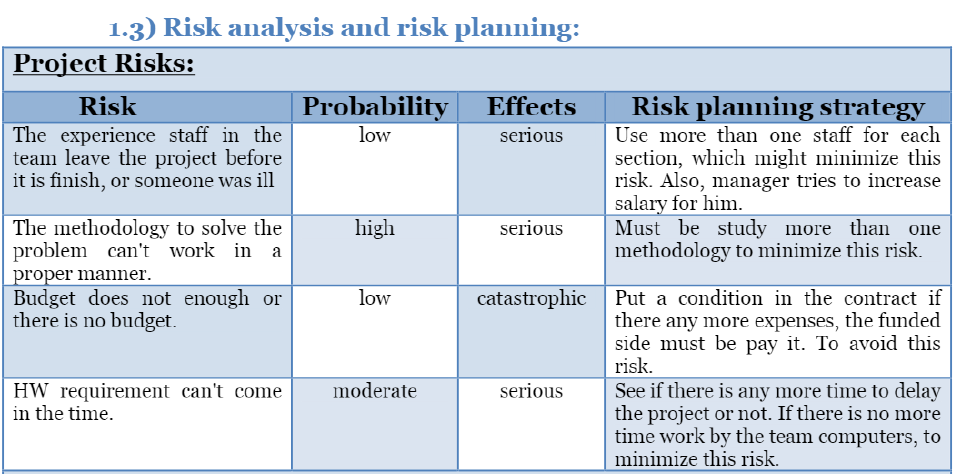 1.3) Risk analysis and risk planning:
Project Risks:
Risk Probability Effects Risk planning strategy
The experience staff in the
team leave the project before
it is finish, or someone was ill
low
serious
Use more than one staff for each
section, which might minimize this
risk. Also, manager tries to increase
salary for him.
The methodology to solve the
problem can't work in a
proper manner.
high
serious
Must be study more than one
methodology to minimize this risk.
Budget does not enough or
there is no budget.
low
catastrophic
Put a condition in the contract if
there any more expenses, the funded
side must be pay it. To avoid this
risk.
HW requirement can't come
in the time.
moderate
serious
See if there is any more time to delay
the project or not. If there is no more
time work by the team computers, to
minimize this risk.